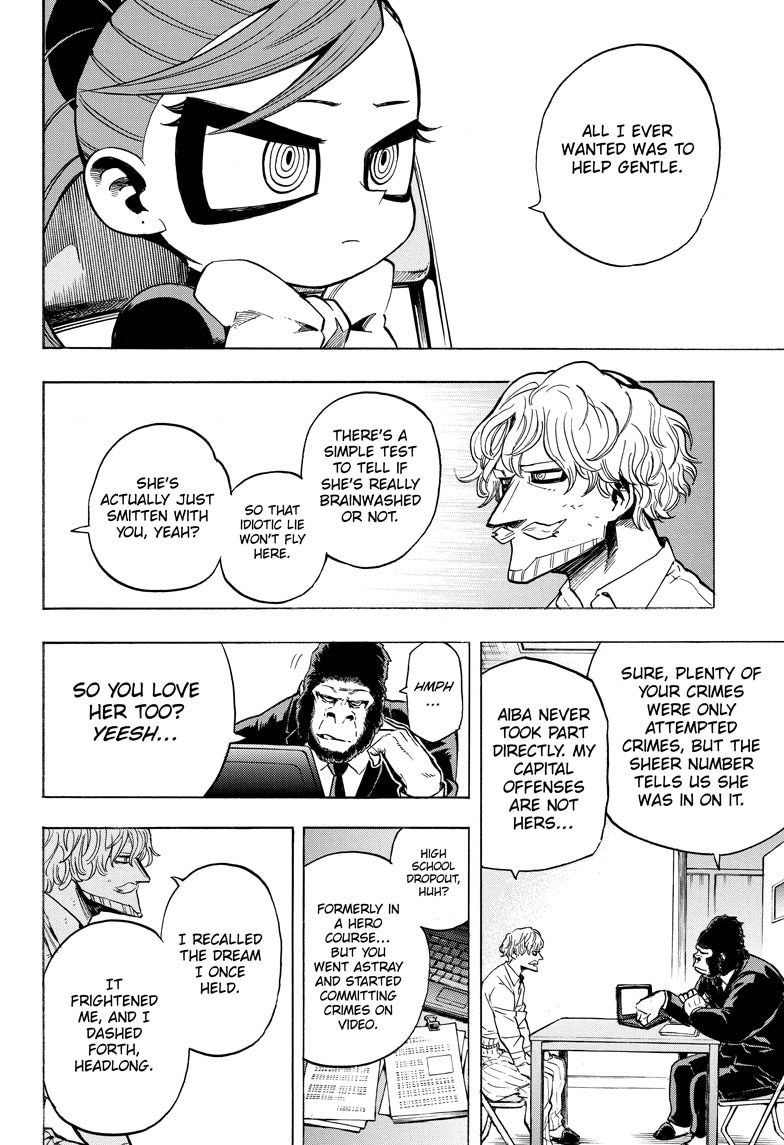 ALL I EVER
WANTED WAS TO
HELP GENTLE.
THERE'S A
SIMPLE TEST
TO TELL IF
SHE'S REALLY
BRAINWASHED
OR NOT.
SO THAT
IDIOTIC LIE
WON'T FLY
HERE.
SHE'S
ACTUALLY JUST
SMITTEN WITH
YOU, YEAH?
SURE, PLENTY OF
YOUR CRIMES
WERE ONLY
ATTEMPTED
CRIMES, BUT THE
SHEER NUMBER
TELLS US SHE
WAS IN ON IT.
AIBA NEVER
TOOK PART
DIRECTLY. MY
CAPITAL
OFFENSES
ARE NOT
HERS...
HMPH
...
SO YOU LOVE
HER TOO?
YEESH...
HIGH
SCHOOL
DROPOUT,
HUH?
FORMERLY IN
A HERO
COURSE...
BUT YOU
WENT ASTRAY
AND STARTED
COMMITTING
CRIMES ON
VIDEO.
I RECALLED
THE DREAM
I ONCE
HELD.
IT
FRIGHTENED
ME, AND I
DASHED
FORTH,
HEADLONG.